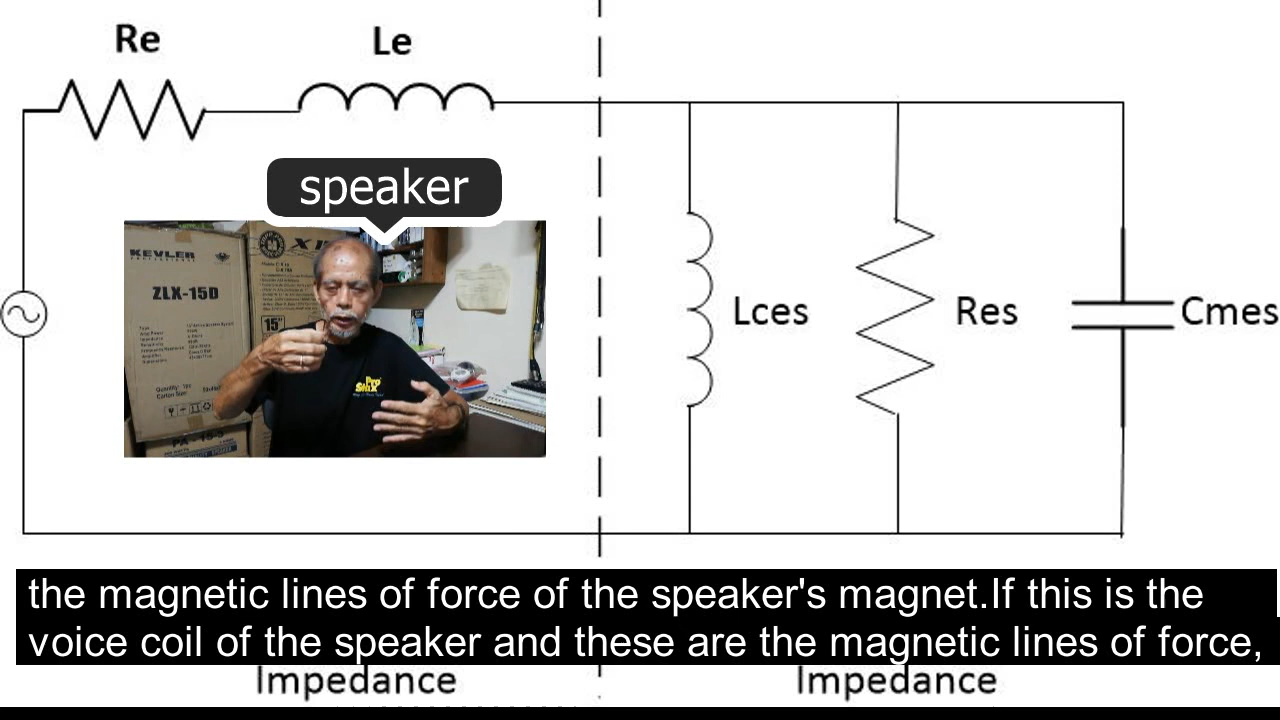 Re
Le
speaker
KEVLER
ZLX-15D
15"
Lces
Res
Cmes
the magnetic lines of force of the speaker's magnet.If this is the
voice coil of the speaker and these are the magnetic lines of force,
Impedance
Impedance